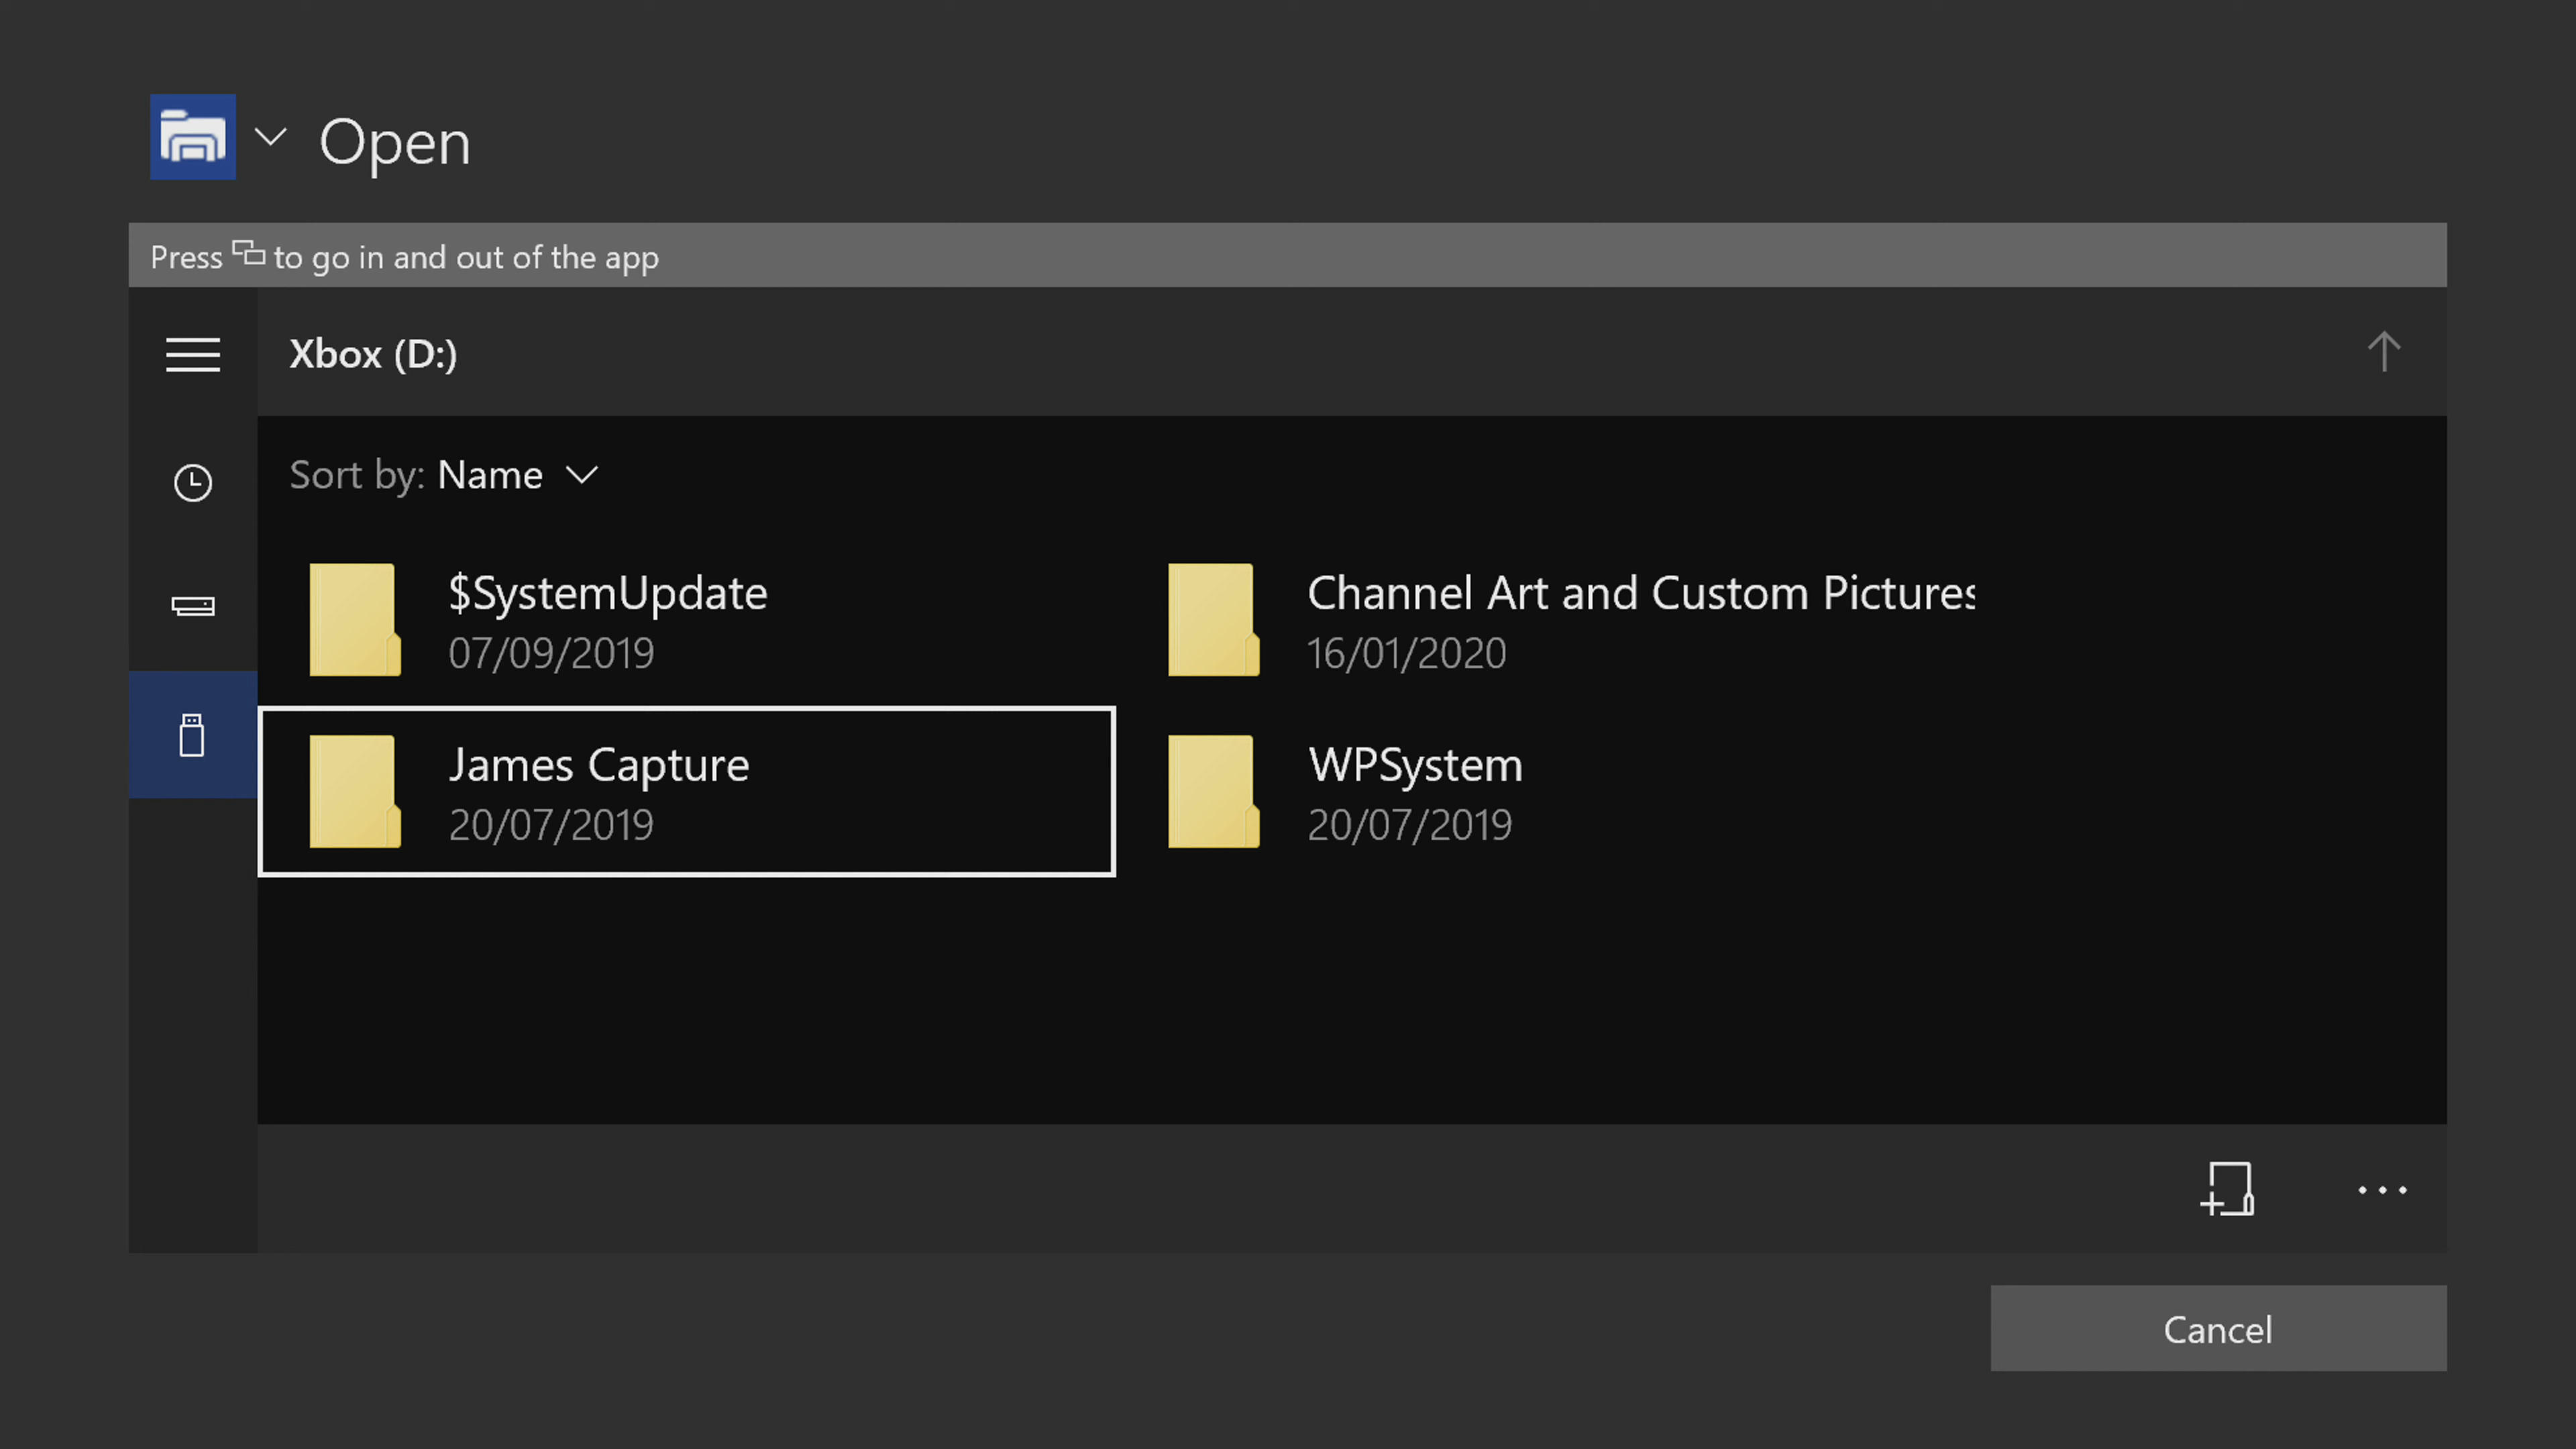 Open
Press to go in and out of the app
Xbox (D:)
Sort by: Name
$SystemUpdate
07/09/2019
Channel Art and Custom Pictures
16/01/2020
James Capture
20/07/2019
WPSystem
20/07/2019
Cancel